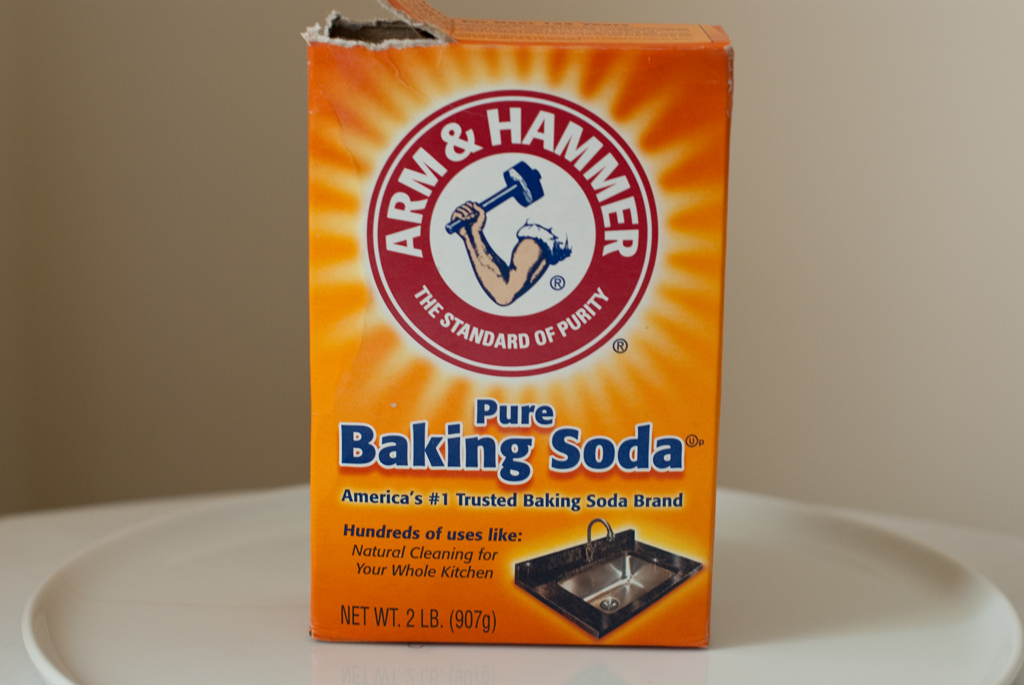 ARM & HAMMER
THE STANDARD OF PURITY
®
®
Pure
Baking Soda Ⓤp
America's #1 Trusted Baking Soda Brand
Hundreds of uses like:
Natural Cleaning for
Your Whole Kitchen
NET WT. 2 LB. (907g)